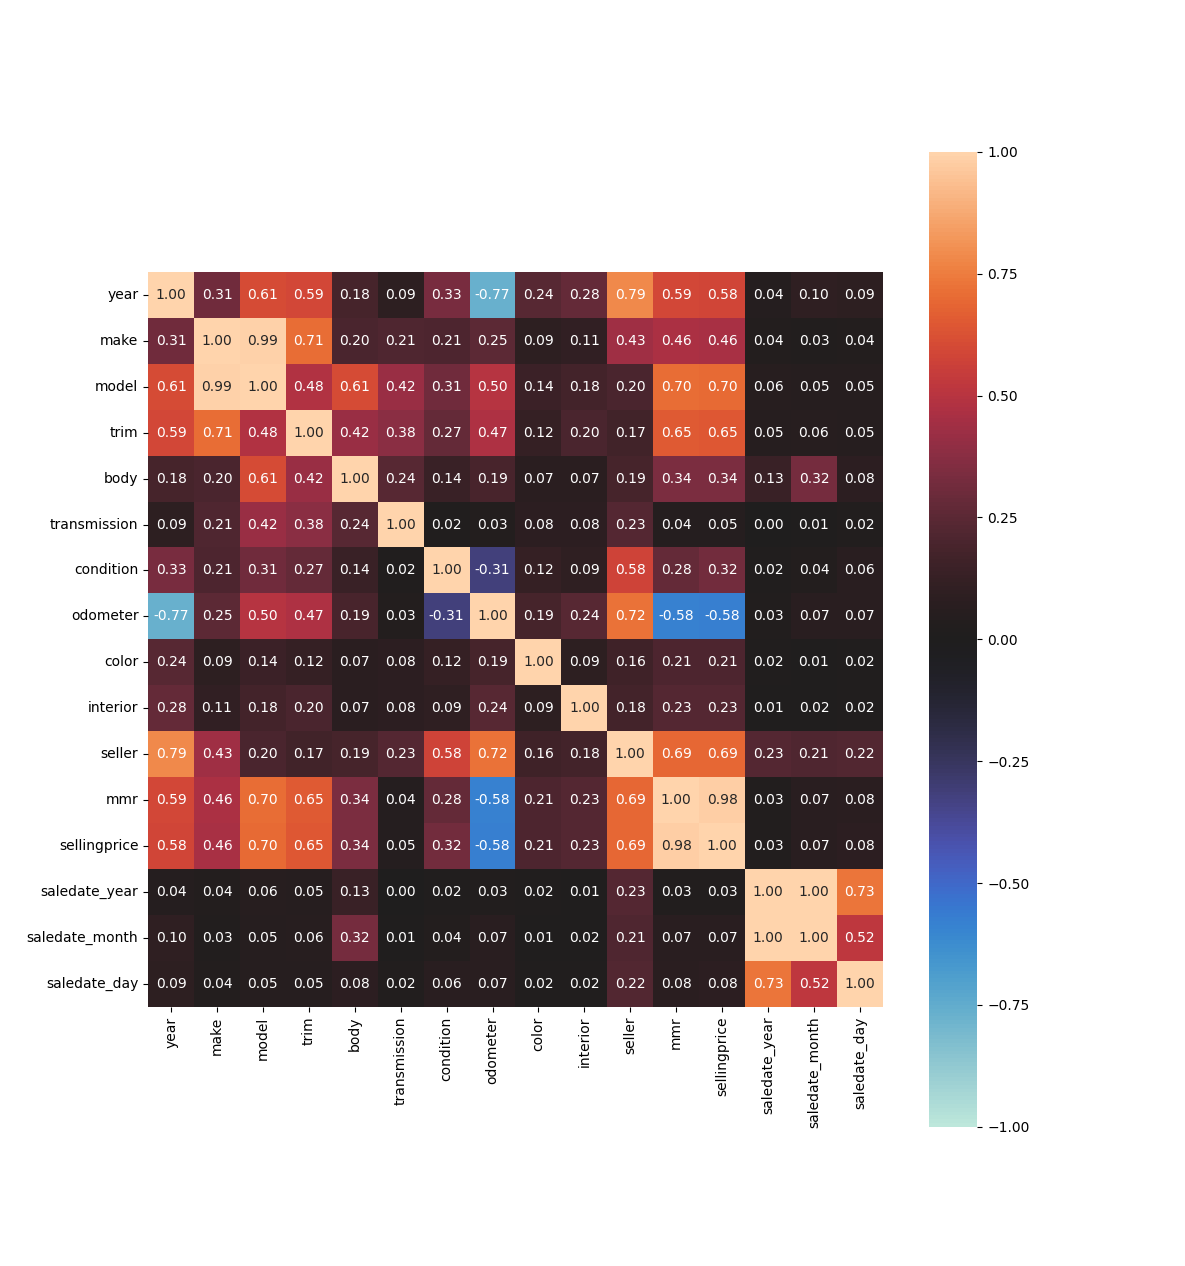 1.00
year 1.00 0.31 0.61 0.59 0.18 0.09 0.33 -0.77 0.24 0.28 0.79 0.59 0.58 0.04 0.10 0.09 0.75
make 0.31 1.00 0.99 0.71 0.20 0.21 0.21 0.25 0.09 0.11 0.43 0.46 0.46 0.04 0.03 0.04
model 0.61 0.99 1.00 0.48 0.61 0.42 0.31 0.50 0.14 0.18 0.20 0.70 0.70 0.06 0.05 0.05
trim 0.59 0.71 0.48 1.00 0.42 0.38 0.27 0.47 0.12 0.20 0.17 0.65 0.65 0.05 0.06 0.05
0.50
body 0.18 0.20 0.61 0.42 1.00 0.24 0.14 0.19 0.07 0.07 0.19 0.34 0.34 0.13 0.32 0.08
0.25
transmission 0.09 0.21 0.42 0.38 0.24 1.00 0.02 0.03 0.08 0.08 0.23 0.04 0.05 0.00 0.01 0.02
condition 0.33 0.21 0.31 0.27 0.14 0.02 1.00 -0.31 0.12 0.09 0.58 0.28 0.32 0.02 0.04 0.06
odometer -0.77 0.25 0.50 0.47 0.19 0.03 -0.31 1.00 0.19 0.24 0.72 -0.58 -0.58 0.03 0.07 0.07
0.00
color 0.24 0.09 0.14 0.12 0.07 0.08 0.12 0.19 1.00 0.09 0.16 0.21 0.21 0.02 0.01 0.02
interior 0.28 0.11 0.18 0.20 0.07 0.08 0.09 0.24 0.09 1.00 0.18 0.23 0.23 0.01 0.02 0.02
seller 0.79 0.43 0.20 0.17 0.19 0.23 0.58 0.72 0.16 0.18 1.00 0.69 0.69 0.23 0.21 0.22
−0.25
mmr 0.59 0.46 0.70 0.65 0.34 0.04 0.28 -0.58 0.21 0.23 0.69 1.00 0.98 0.03 0.07 0.08
sellingprice 0.58 0.46 0.70 0.65 0.34 0.05 0.32 -0.58 0.21 0.23 0.69 0.98 1.00 0.03 0.07 0.08
−0.50
saledate_year 0.04 0.04 0.06 0.05 0.13 0.00 0.02 0.03 0.02 0.01 0.23 0.03 0.03 1.00 1.00 0.73
saledate_month 0.10 0.03 0.05 0.06 0.32 0.01 0.04 0.07 0.01 0.02 0.21 0.07 0.07 1.00 1.00 0.52
saledate_day 0.09 0.04 0.05 0.05 0.08 0.02 0.06 0.07 0.02 0.02 0.22 0.08 0.08 0.73 0.52 1.00
−0.75
year make model trim body transmission condition odometer color interior seller mmr sellingprice saledate_year saledate_month saledate_day
−1.00